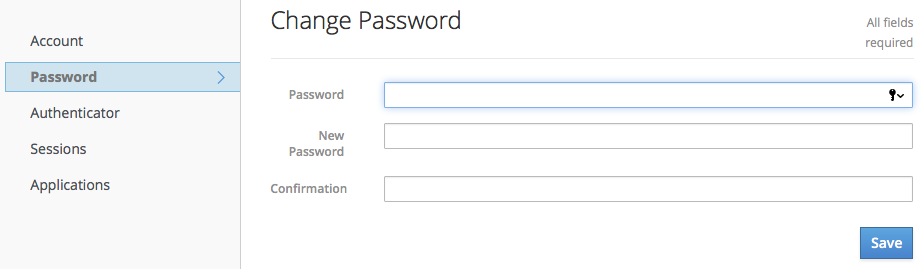 Account
Password
Authenticator
Sessions
Applications
Change Password
All fields
required
Password
New
Password
Confirmation
Save